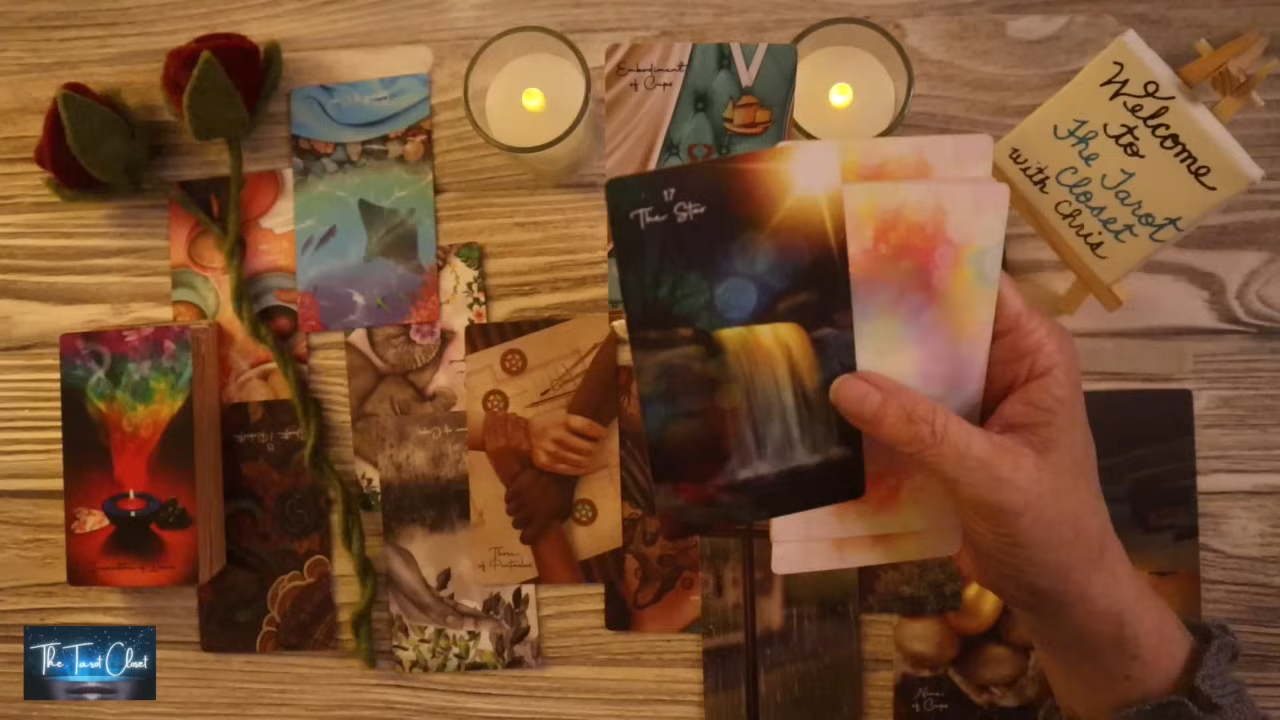 Embodiment
of Cups
17
The Star
Welcome
to
The Tarot
Closet
with Chris
Three
of Pentacles
Nine
of Cups
The Tarot Closet